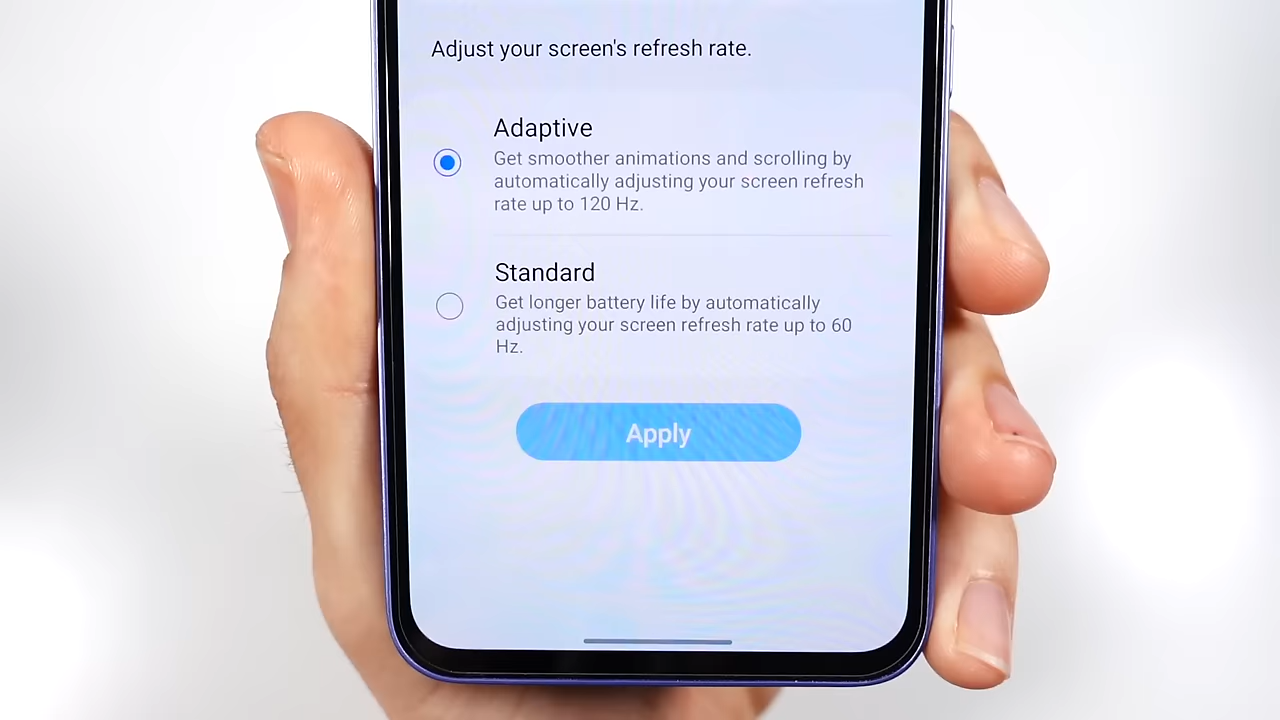 Adjust your screen's refresh rate.
Adaptive
Get smoother animations and scrolling by
automatically adjusting your screen refresh
rate up to 120 Hz.
Standard
Get longer battery life by automatically
adjusting your screen refresh rate up to 60
Hz.
Apply